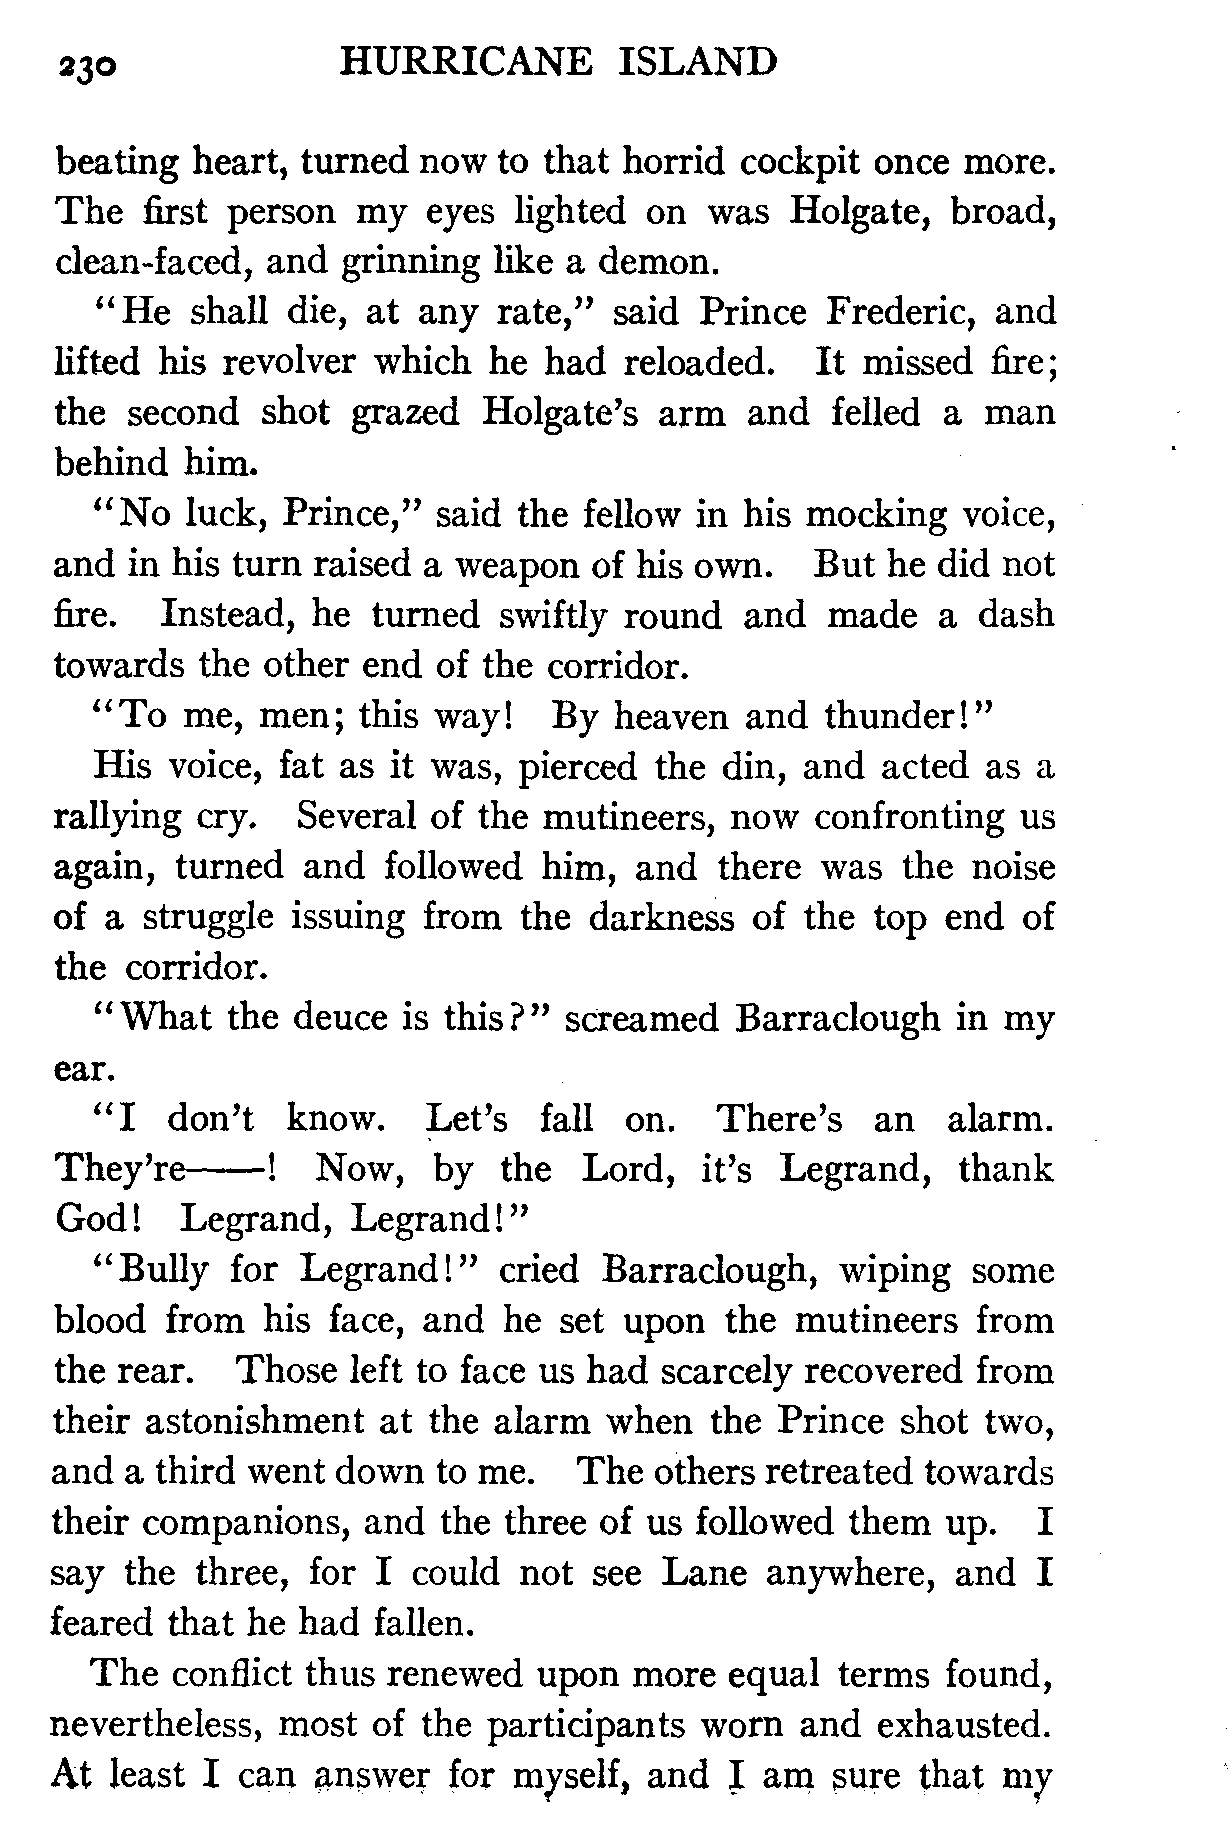 230 HURRICANE ISLAND
beating heart, turned now to that horrid cockpit once more.
The first person my eyes lighted on was Holgate, broad,
clean-faced, and grinning like a demon.
"He shall die, at any rate," said Prince Frederic, and
lifted his revolver which he had reloaded. It missed fire;
the second shot grazed Holgate's arm and felled a man
behind him.
"No luck, Prince," said the fellow in his mocking voice,
and in his turn raised a weapon of his own. But he did not
fire. Instead, he turned swiftly round and made a dash
towards the other end of the corridor.
"To me, men; this way! By heaven and thunder!"
His voice, fat as it was, pierced the din, and acted as a
rallying cry. Several of the mutineers, now confronting us
again, turned and followed him, and there was the noise
of a struggle issuing from the darkness of the top end of
the corridor.
"What the deuce is this?" screamed Barraclough in my
ear.
"I don't know. Let's fall on. There's an alarm.
They're——! Now, by the Lord, it's Legrand, thank
God! Legrand, Legrand!"
"Bully for Legrand!" cried Barraclough, wiping some
blood from his face, and he set upon the mutineers from
the rear. Those left to face us had scarcely recovered from
their astonishment at the alarm when the Prince shot two,
and a third went down to me. The others retreated towards
their companions, and the three of us followed them up. I
say the three, for I could not see Lane anywhere, and I
feared that he had fallen.
The conflict thus renewed upon more equal terms found,
nevertheless, most of the participants worn and exhausted.
At least I can answer for myself, and I am sure that my